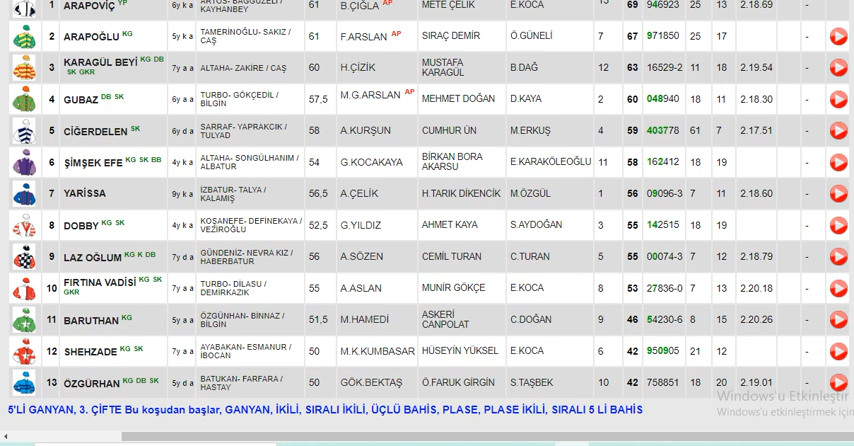 1 ARAPOVİÇ YP 6y k a ARTOS- BAGGUZELI / KAYHANBEY 61 B.ÇIĞLA AP METE ÇELİK E.KOCA 13 69 946923 25 13 2.18.69 -
2 ARAPOĞLU KG 5y k a TAMERİNOĞLU- SAKIZ / CAŞ 61 F.ARSLAN AP SIRAÇ DEMİR Ö.GÜNELİ 7 67 971850 25 17 -
3 KARAGÜL BEYİ KG DB SK GKR 7y a a ALTAHA- ZAKİRE / CAŞ 60 H.ÇİZİK MUSTAFA KARAGÜL B.DAĞ 12 63 16529-2 11 18 2.19.54 -
4 GUBAZ DB SK 6y a a TURBO- GÖKÇEDİL / BİLGİN 57,5 M.G.ARSLAN AP MEHMET DOĞAN D.KAYA 2 60 048940 18 11 2.18.30 -
5 CİĞERDELEN SK 6y d a SARRAF- YAPRAKCIK / TULYAD 58 A.KURŞUN CUMHUR ÜN M.ERKUŞ 4 59 403778 61 7 2.17.51 -
6 ŞİMŞEK EFE KG SK BB 4y k a ALTAHA- SONGÜLHANIM / ALBATUR 54 G.KOCAKAYA BİRKAN BORA AKARSU E.KARAKÖLEOĞLU 11 58 162412 18 19 -
7 YARİSSA 9y k a İZBATUR- TALYA / KALAMIŞ 56,5 A.ÇELİK H.TARIK DİKENCİK M.ÖZGÜL 1 56 09096-3 7 11 2.18.60 -
8 DOBBY KG SK 4y k a KOŞANEFE- DEFİNEKAYA / VEZİROĞLU 52,5 G.YILDIZ AHMET KAYA S.AYDOĞAN 3 55 142515 18 19 -
9 LAZ OĞLUM KG K DB 7y d a GÜNDENİZ- NEVRA KIZ / HABERBATUR 56 A.SÖZEN CEMİL TURAN C.TURAN 5 55 00074-3 7 12 2.18.79 -
10 FIRTINA VADİSİ KG SK GKR 7y a a TURBO- DİLASU / DEMİRKAZIK 55 A.ASLAN MUNİR GÖKÇE E.KOCA 8 53 27836-0 7 13 2.20.18 -
11 BARUTHAN KG 5y a a ÖZGÜNHAN- BİNNAZ / BİLGİN 51,5 M.HAMEDİ ASKERİ CANPOLAT C.DOĞAN 9 46 54230-6 8 15 2.20.26 -
12 SHEHZADE KG SK 7y a a AYABAKAN- ESMANUR / İBOCAN 50 M.K.KUMBASAR HÜSEYİN YÜKSEL E.KOCA 6 42 950905 21 12 -
13 ÖZGÜRHAN KG DB SK 5y d a BATUKAN- FARFARA / HASTAY 50 GÖK.BEKTAŞ Ö.FARUK GİRGİN S.TAŞBEK 10 42 758851 18 20 2.19.01 -
Windows'u Etkinleştir
5'Lİ GANYAN, 3. ÇİFTE Bu koşudan başlar, GANYAN, İKİLİ, SIRALI İKİLİ, ÜÇLÜ BAHİS, PLASE, PLASE İKİLİ, SIRALI 5 Lİ BAHİS
Windows'u etkinleştirmek için